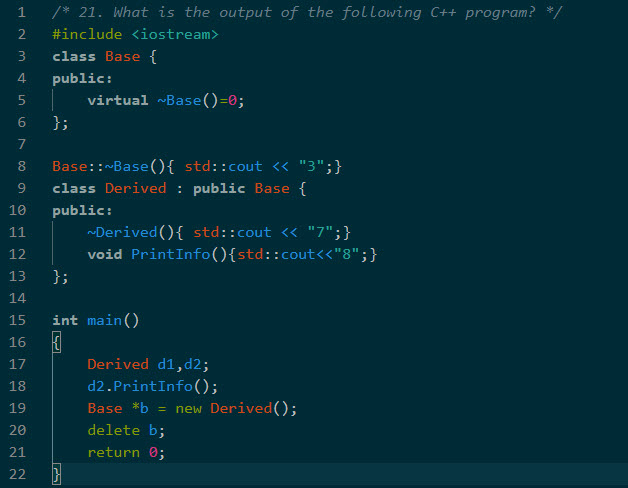 1 /* 21. What is the output of the following C++ program? */
2 #include <iostream>
3 class Base {
4 public:
5     virtual ~Base()=0;
6 };
7
8 Base::~Base(){ std::cout << "3";}
9 class Derived : public Base {
10 public:
11     ~Derived(){ std::cout << "7";}
12     void PrintInfo(){std::cout<<"8";}
13 };
14
15 int main()
16 {
17     Derived d1,d2;
18     d2.PrintInfo();
19     Base *b = new Derived();
20     delete b;
21     return 0;
22 }